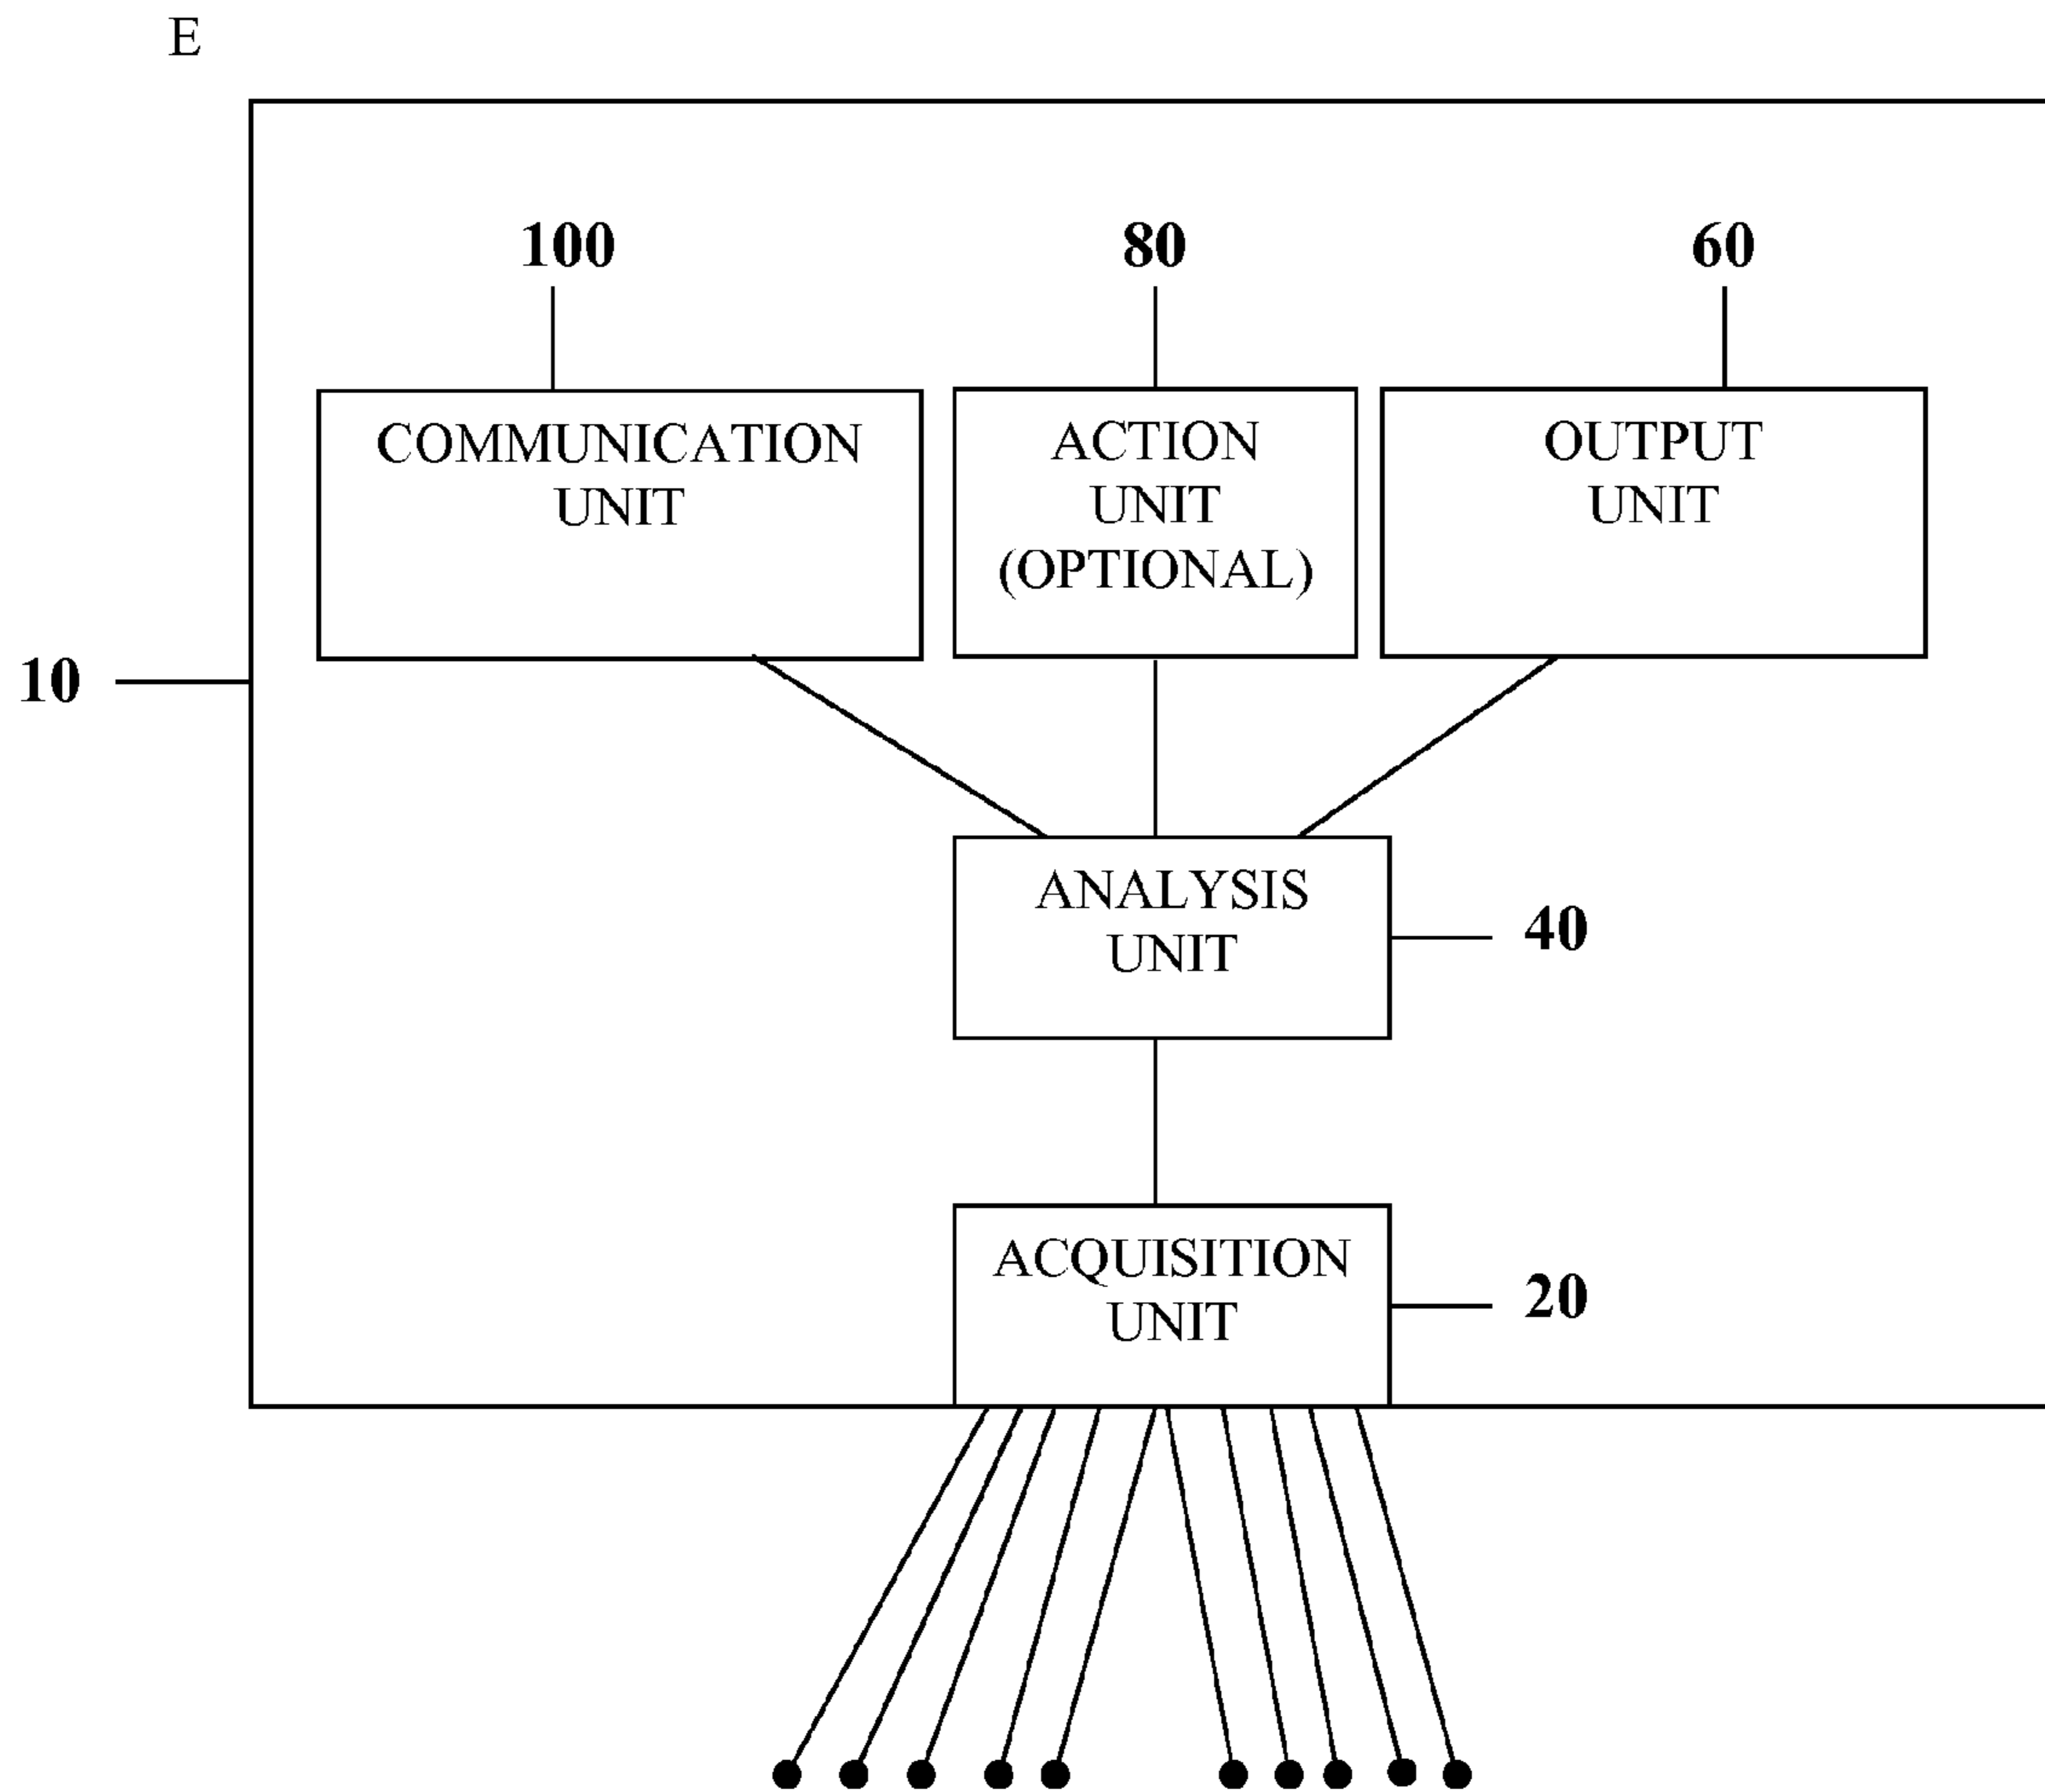 E
100
80
60
COMMUNICATION
UNIT
ACTION
UNIT
(OPTIONAL)
OUTPUT
UNIT
10
ANALYSIS
UNIT
40
ACQUISITION
UNIT
20